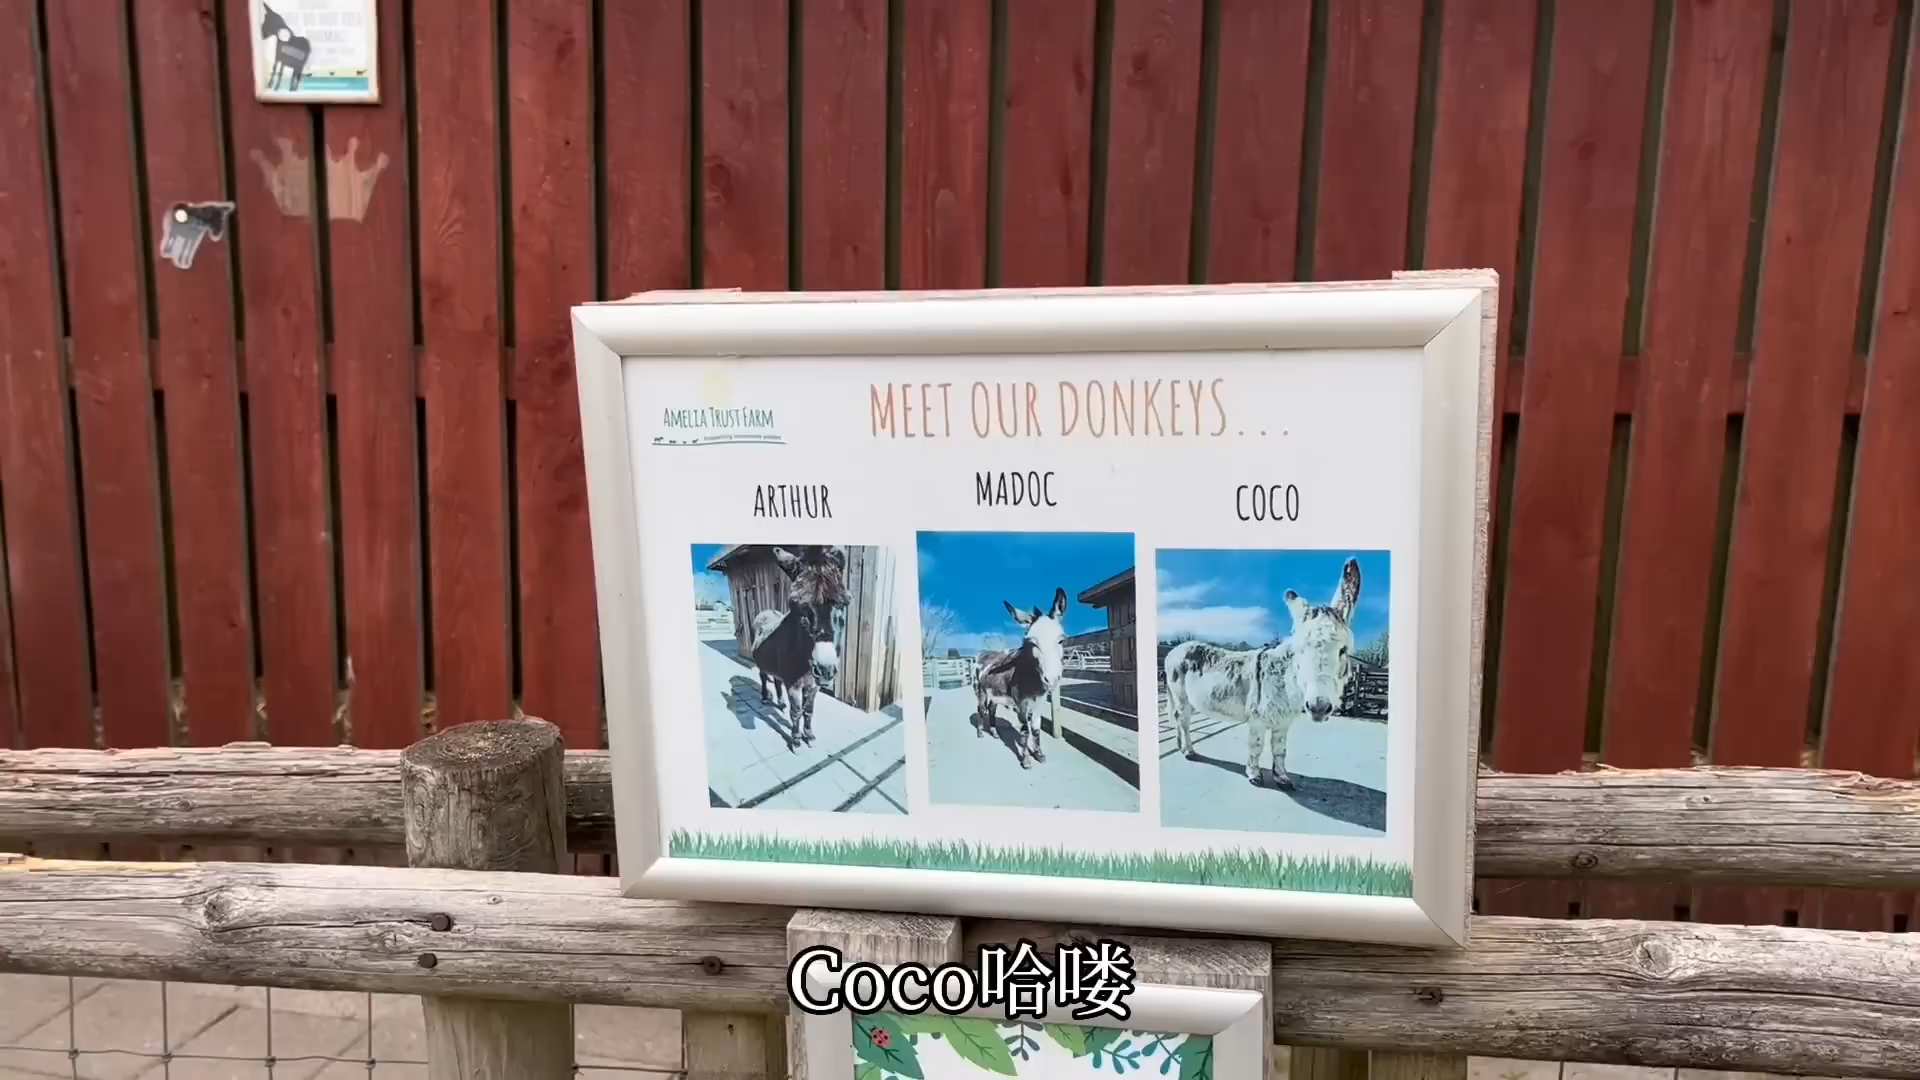 MEET OUR DONKEYS...
AMELIA TRUST FARM
ARTHUR
MADOC
COCO
Coco哈喽